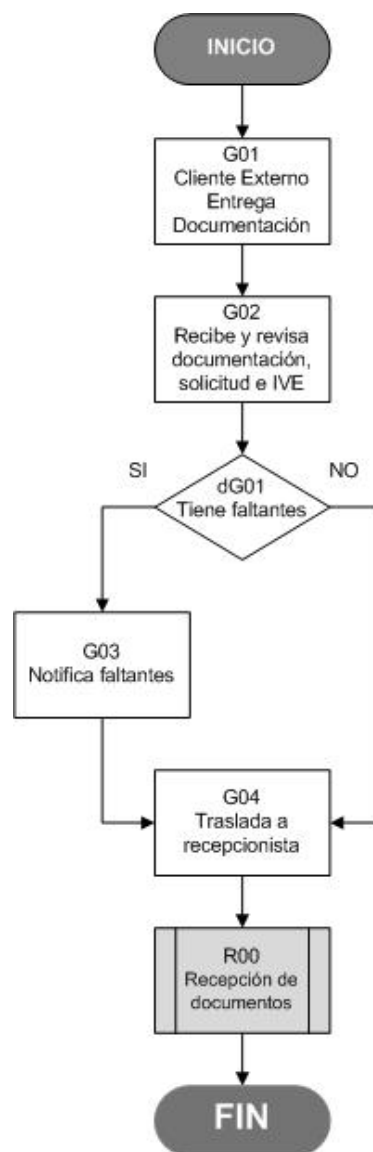 INICIO
G01
Cliente Externo
Entrega
Documentación
G02
Recibe y revisa
documentación,
solicitud e IVE
SI
NO
dG01
Tiene faltantes
G03
Notifica faltantes
G04
Traslada a
recepcionista
R00
Recepción de
documentos
FIN